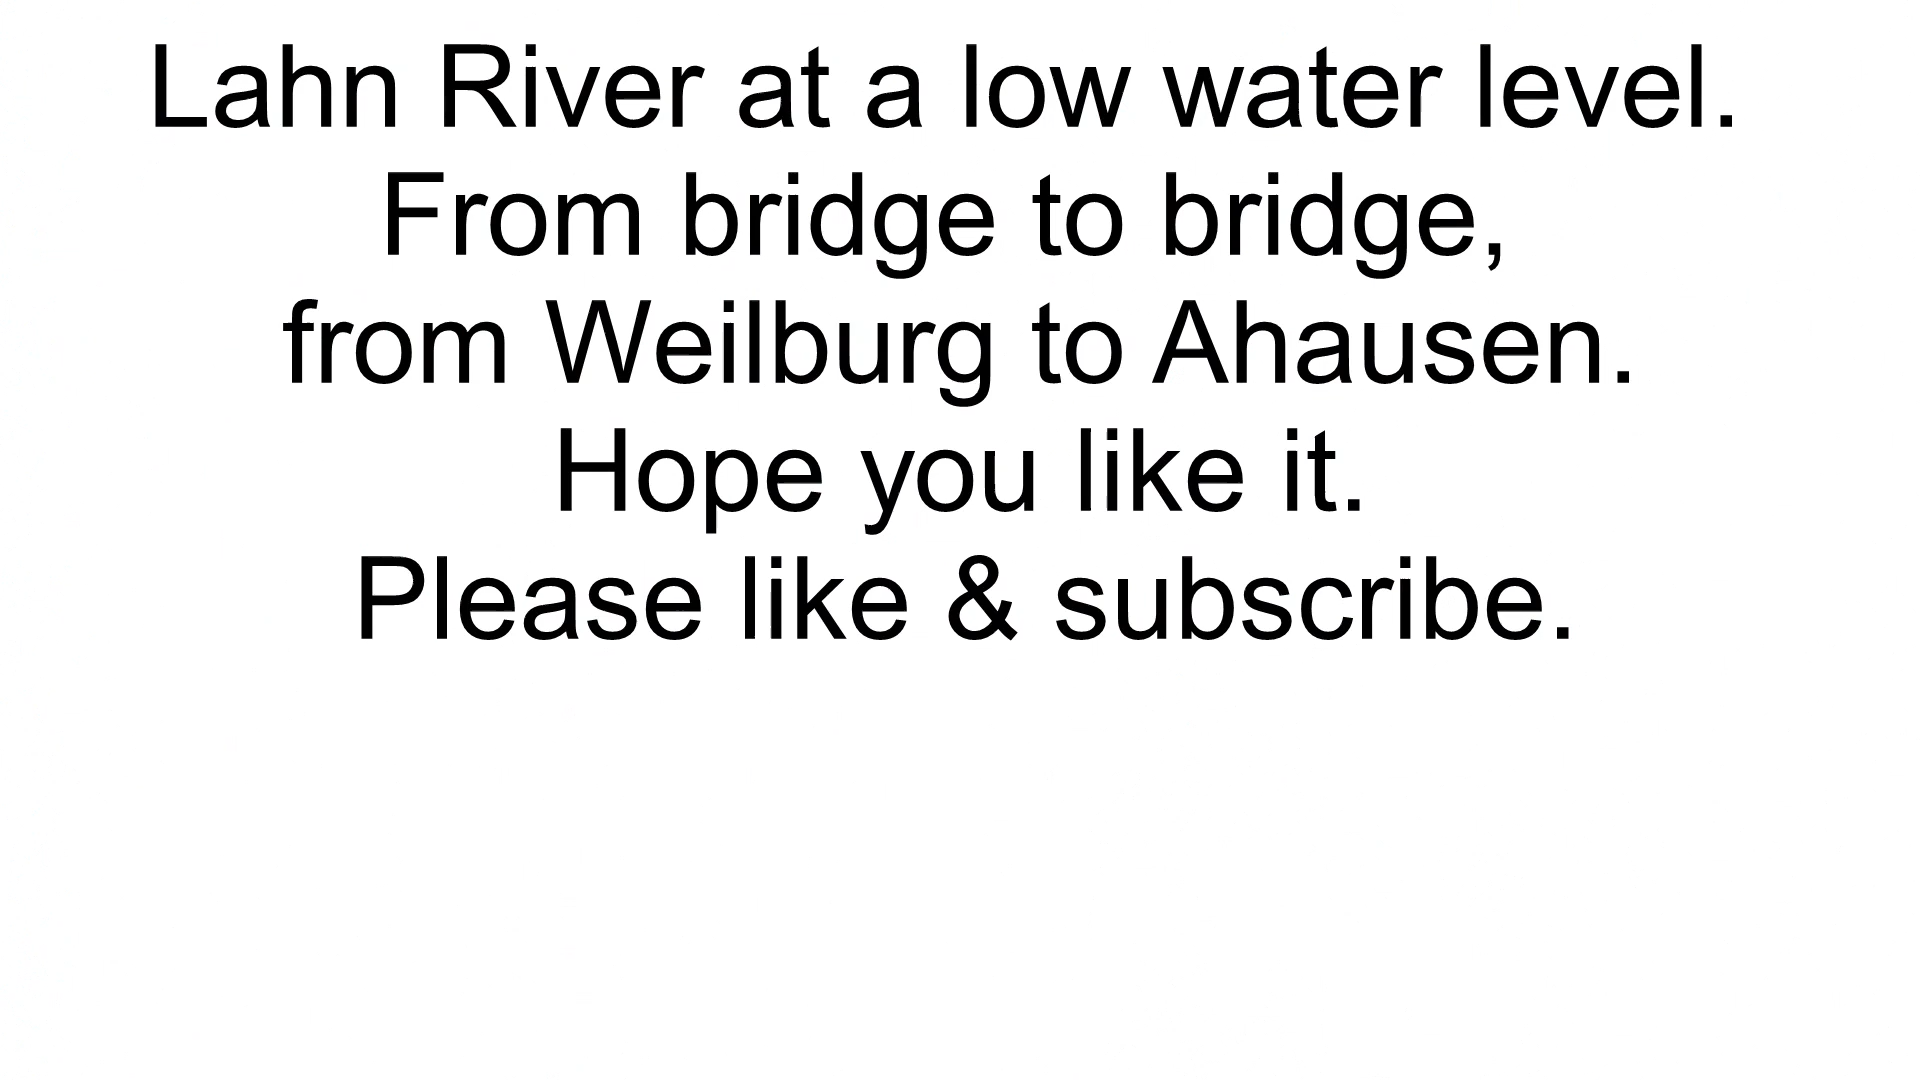 Lahn River at a low water level.
From bridge to bridge,
from Weilburg to Ahausen.
Hope you like it.
Please like & subscribe.